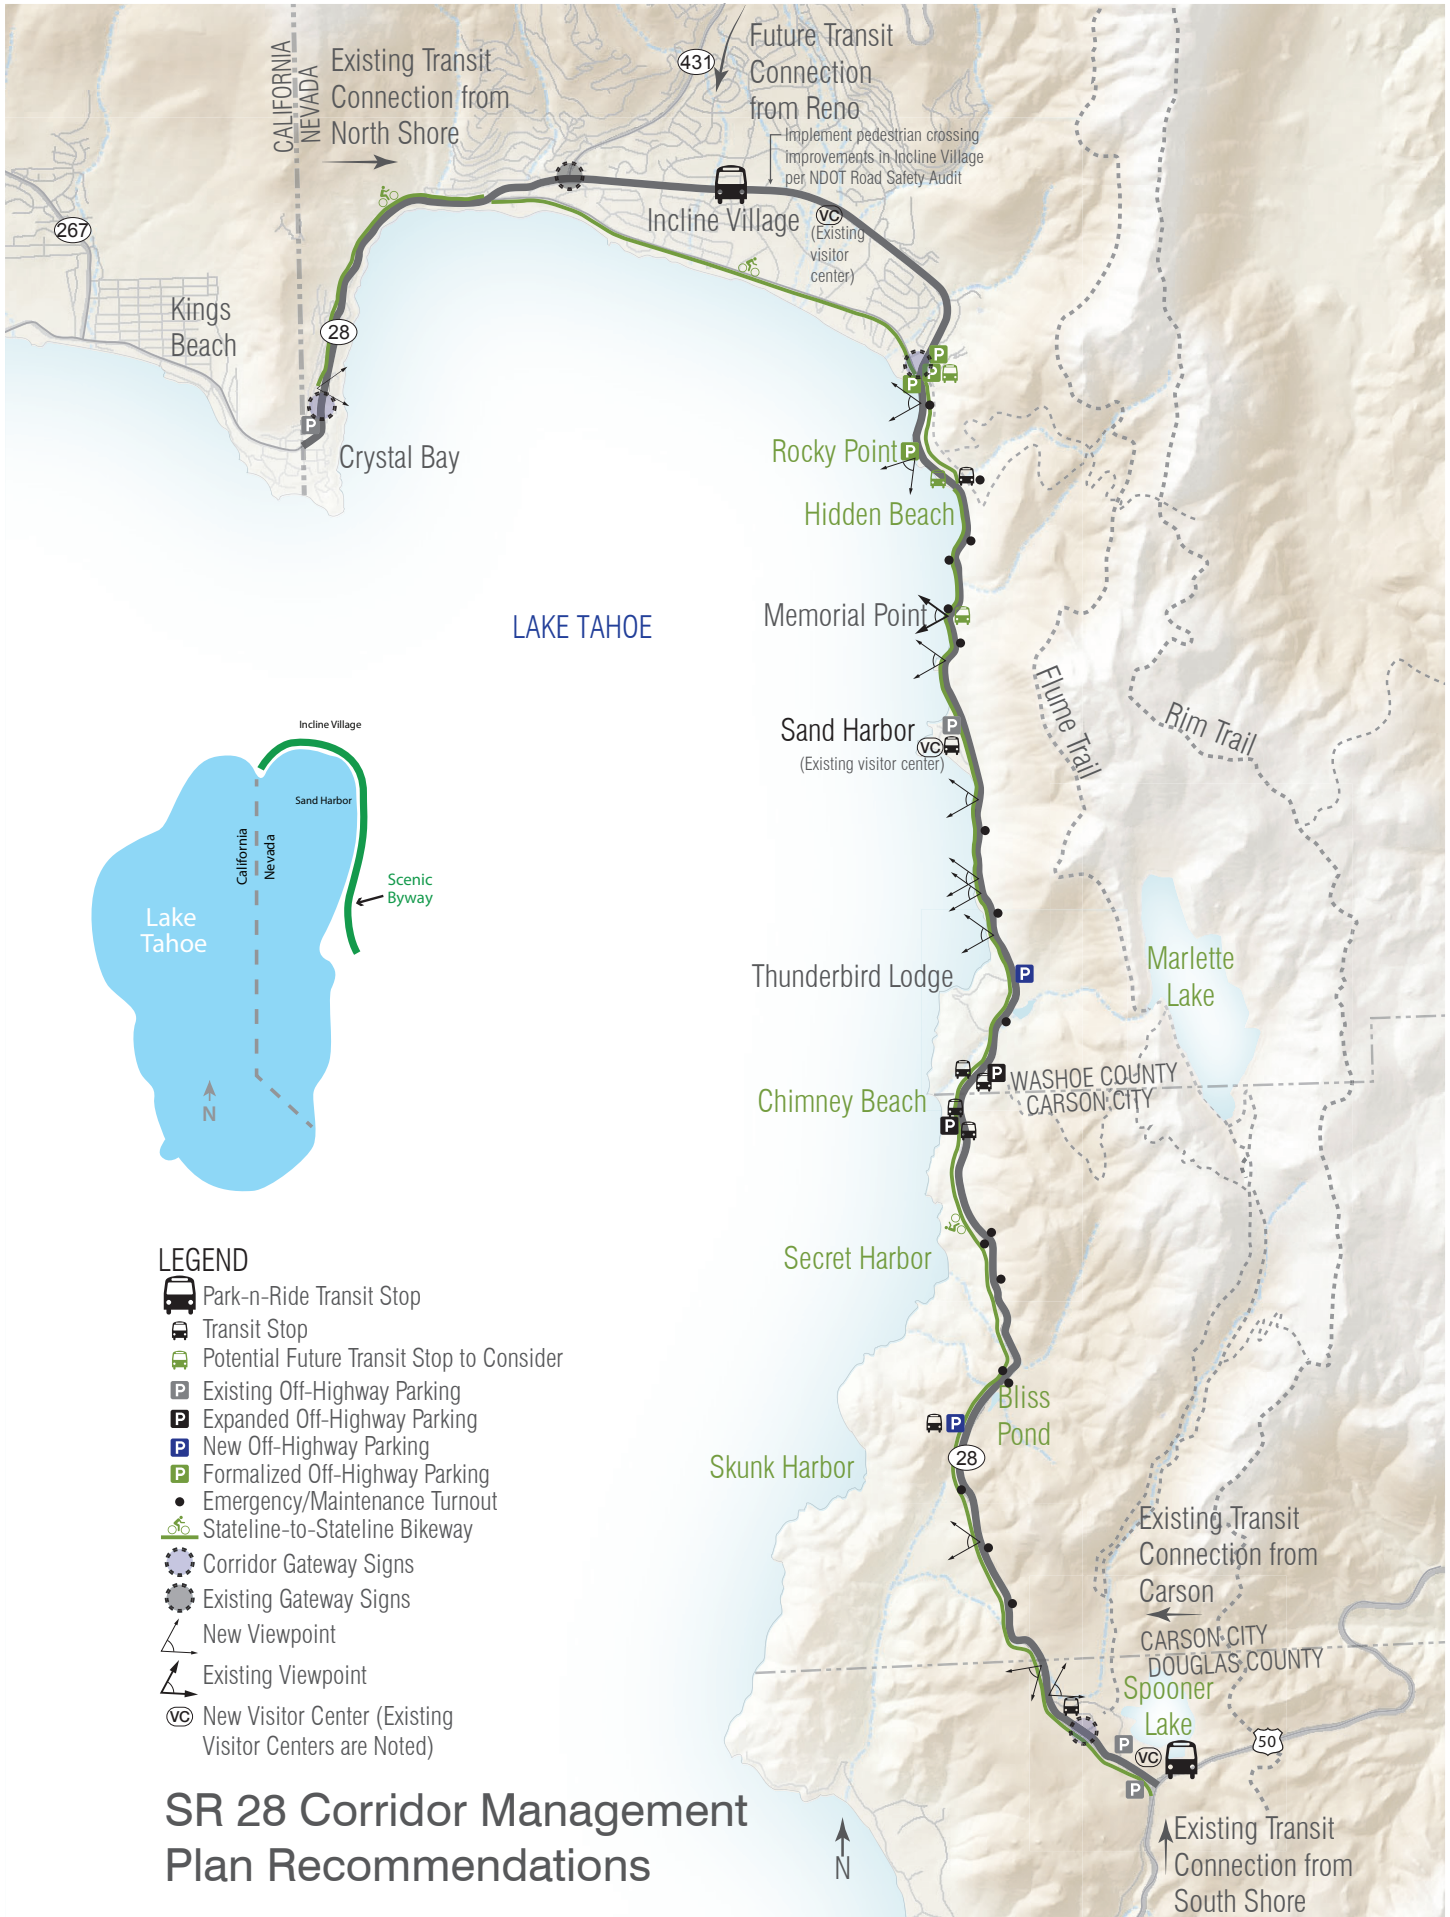 CALIFORNIA
NEVADA
Existing Transit
Connection from
North Shore
431
Future Transit
Connection
from Reno
Implement pedestrian crossing
improvements in Incline Village
per NDOT Road Safety Audit
Incline Village
VC
(Existing
visitor
center)
267
Kings
Beach
28
P
Crystal Bay
P
P
P
Rocky Point
P
Hidden Beach
LAKE TAHOE
Memorial Point
Flume Trail
Rim Trail
Sand Harbor
P
VC
(Existing visitor center)
Incline Village
Sand Harbor
California
Nevada
Scenic
Byway
Lake
Tahoe
N
Thunderbird Lodge
P
Marlette
Lake
P
WASHOE COUNTY
CARSON CITY
Chimney Beach
P
Secret Harbor
Bliss
Pond
P
28
Skunk Harbor
Existing Transit
Connection from
Carson
CARSON CITY
DOUGLAS COUNTY
Spooner
Lake
P
VC
50
P
Existing Transit
Connection from
South Shore
N
LEGEND
Park-n-Ride Transit Stop
Transit Stop
Potential Future Transit Stop to Consider
P Existing Off-Highway Parking
P Expanded Off-Highway Parking
P New Off-Highway Parking
P Formalized Off-Highway Parking
Emergency/Maintenance Turnout
Stateline-to-Stateline Bikeway
Corridor Gateway Signs
Existing Gateway Signs
New Viewpoint
Existing Viewpoint
VC New Visitor Center (Existing
Visitor Centers are Noted)
SR 28 Corridor Management
Plan Recommendations